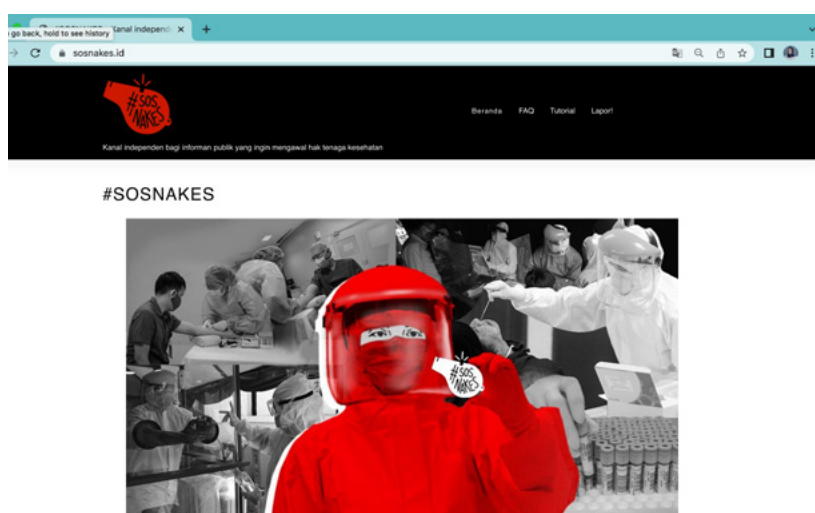 go back, hold to see history
Kanal independ
sosnakes.id
#SOS
NAKES
Beranda FAQ Tutorial Lapor!
Kanal independen bagi informan publik yang ingin mengawal hak tenaga kesehatan
#SOSNAKES
#SOS
NAKES